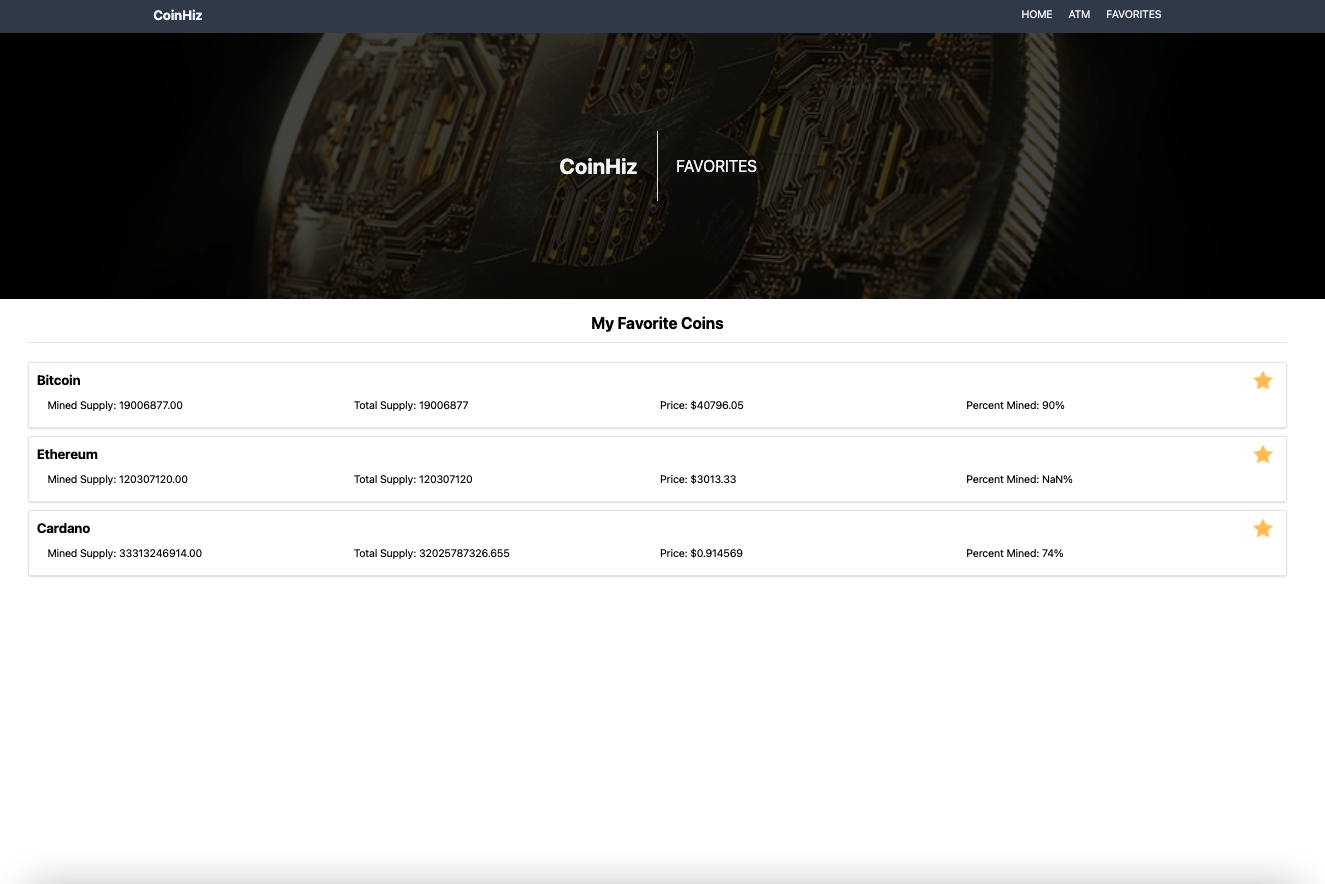 CoinHiz HOME ATM FAVORITES
CoinHiz FAVORITES
My Favorite Coins
Bitcoin
Mined Supply: 19006877.00 Total Supply: 19006877 Price: $40796.05 Percent Mined: 90%
Ethereum
Mined Supply: 120307120.00 Total Supply: 120307120 Price: $3013.33 Percent Mined: NaN%
Cardano
Mined Supply: 33313246914.00 Total Supply: 32025787326.655 Price: $0.914569 Percent Mined: 74%